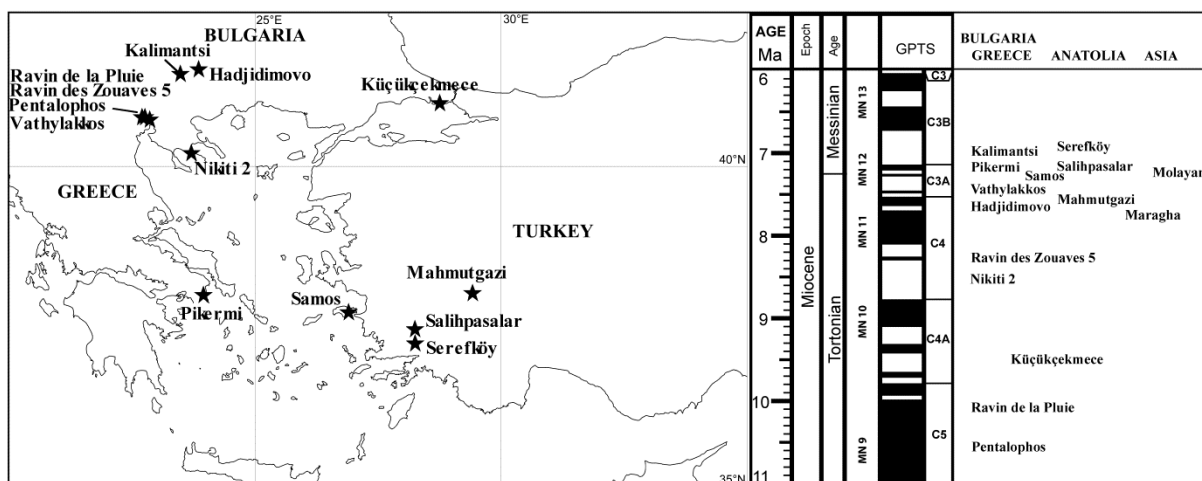 25°E
30°E
BULGARIA
Kalimantsi
Hadjidimovo
Ravin de la Pluie
Ravin des Zouaves 5
Pentalophos
Vathylakkos
Küçükçekmece
Nikiti 2
40°N
GREECE
TURKEY
Mahmutgazi
Samos
Pikermi
Salihpasalar
Serefköy
35°N
AGE
Ma
Epoch
Age
GPTS
BULGARIA
GREECE
ANATOLIA
ASIA
6
7
8
9
10
11
Miocene
Messinian
Tortonian
MN 13
MN 12
MN 11
MN 10
MN 9
C3
C3B
C3A
C4
C4A
C5
Kalimantsi
Serefköy
Pikermi
Salihpasalar
Samos
Molayan
Vathylakkos
Mahmutgazi
Hadjidimovo
Maragha
Ravin des Zouaves 5
Nikiti 2
Küçükçekmece
Ravin de la Pluie
Pentalophos